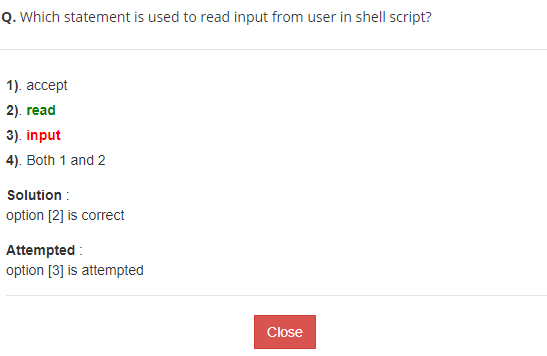 Q. Which statement is used to read input from user in shell script?
1). accept
2). read
3). input
4). Both 1 and 2
Solution :
option [2] is correct
Attempted :
option [3] is attempted
Close